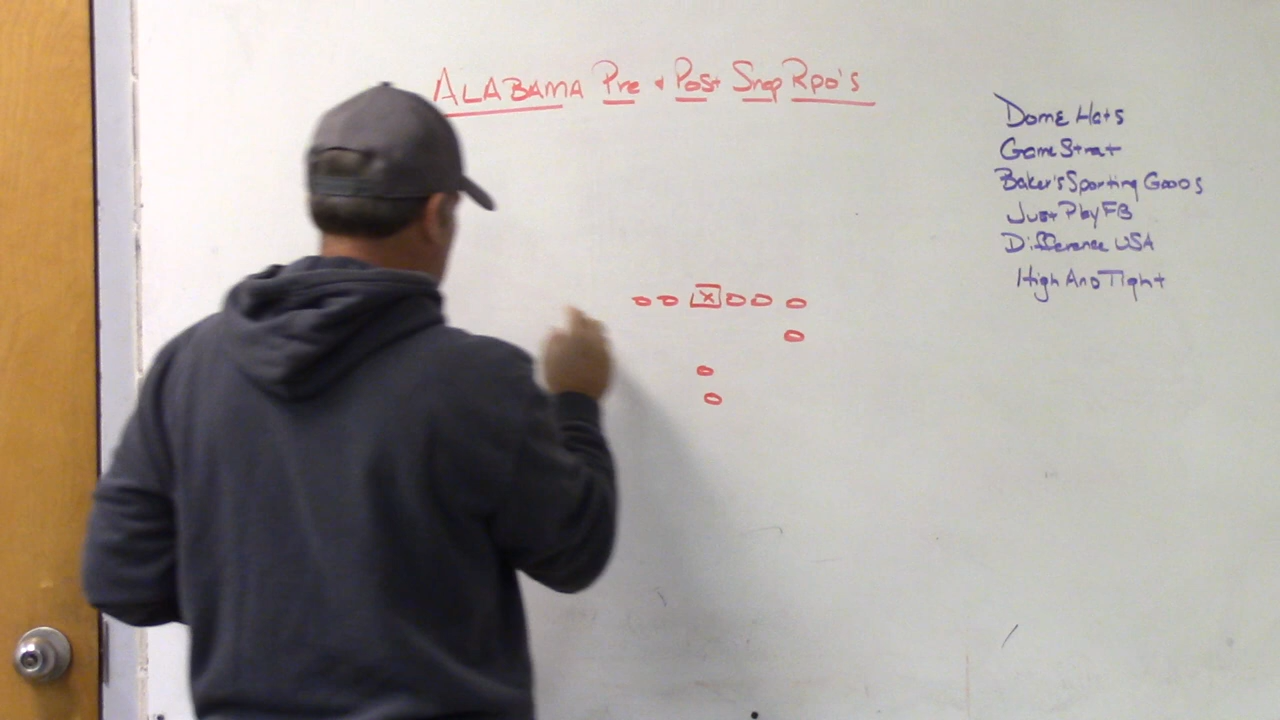 ALABAMA Pre + Post Snap Rpo's
Dome Hats
Game Strat
Baker's Sporting Goods
Just Play FB
Difference USA
High And Tight
X